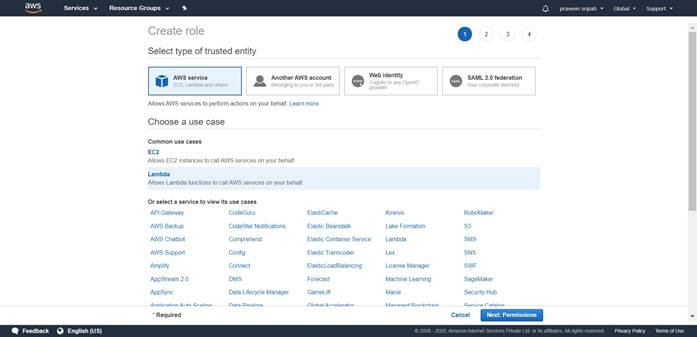 aws Services Resource Groups praveen sripati Global Support
Create role
1 2 3 4
Select type of trusted entity
AWS service
EC2, Lambda and others
Another AWS account
Belonging to you or 3rd party
Web identity
Cognito or any OpenID
provider
SAML 2.0 federation
Your corporate directory
Allows AWS services to perform actions on your behalf. Learn more
Choose a use case
Common use cases
EC2
Allows EC2 instances to call AWS services on your behalf.
Lambda
Allows Lambda functions to call AWS services on your behalf.
Or select a service to view its use cases
API Gateway CodeGuru ElastiCache Kinesis RoboMaker
AWS Backup CodeStar Notifications Elastic Beanstalk Lake Formation S3
AWS Chatbot Comprehend Elastic Container Service Lambda SMS
AWS Support Config Elastic Transcoder Lex SNS
Amplify Connect ElasticLoadBalancing License Manager SWF
AppStream 2.0 DMS Forecast Machine Learning SageMaker
AppSync Data Lifecycle Manager GameLift Macie Security Hub
Application Auto Scaling Data Pipeline Global Accelerator Managed Blockchain Service Catalog
* Required Cancel Next: Permissions
Feedback English (US) © 2008 - 2020, Amazon Internet Services Private Ltd. or its affiliates. All rights reserved. Privacy Policy Terms of Use